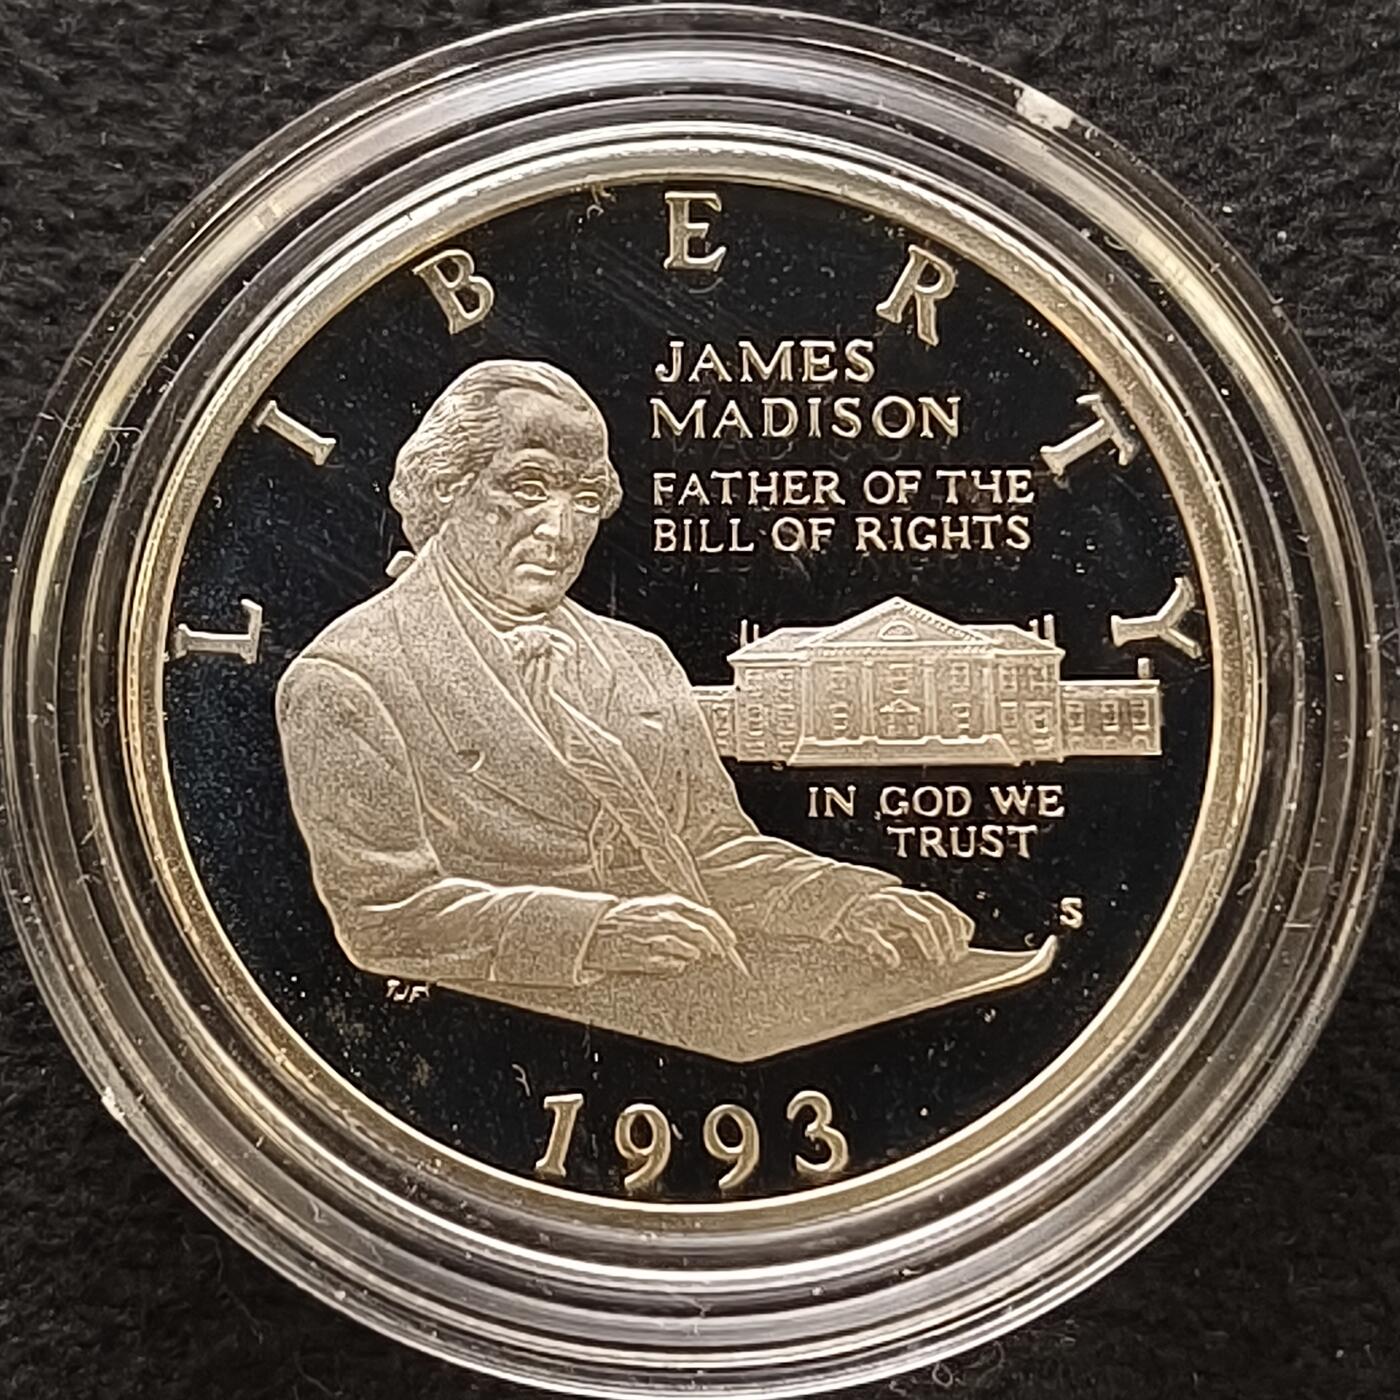 LIBERTY
JAMES
MADISON
FATHER OF THE
BILL OF RIGHTS
IN GOD WE
TRUST
S
TJF
1993